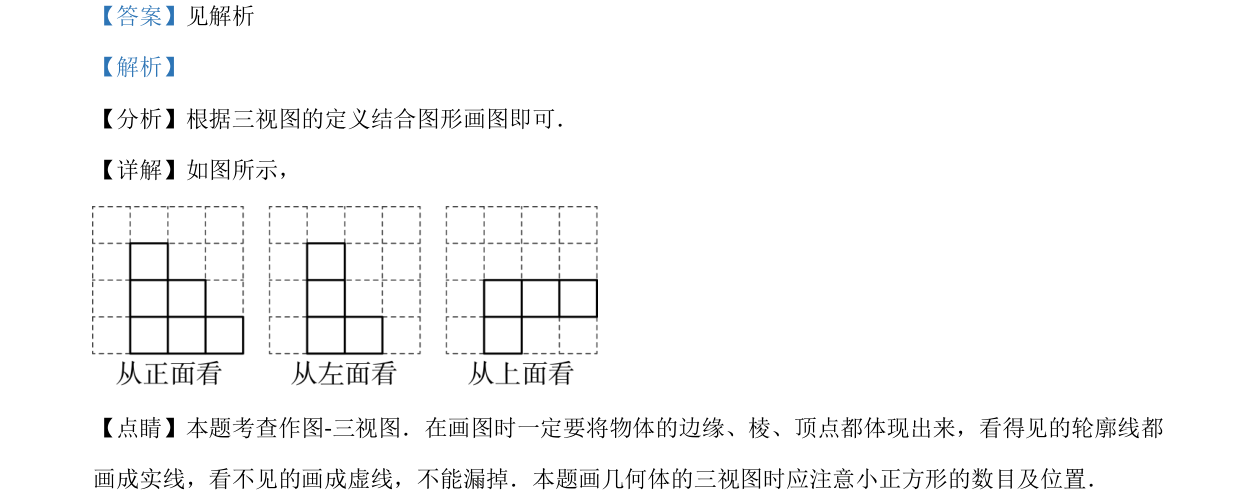 【答案】见解析
【解析】
【分析】根据三视图的定义结合图形画图即可．
【详解】如图所示，
从正面看 从左面看 从上面看
【点睛】本题考查作图-三视图．在画图时一定要将物体的边缘、棱、顶点都体现出来，看得见的轮廓线都
画成实线，看不见的画成虚线，不能漏掉．本题画几何体的三视图时应注意小正方形的数目及位置．